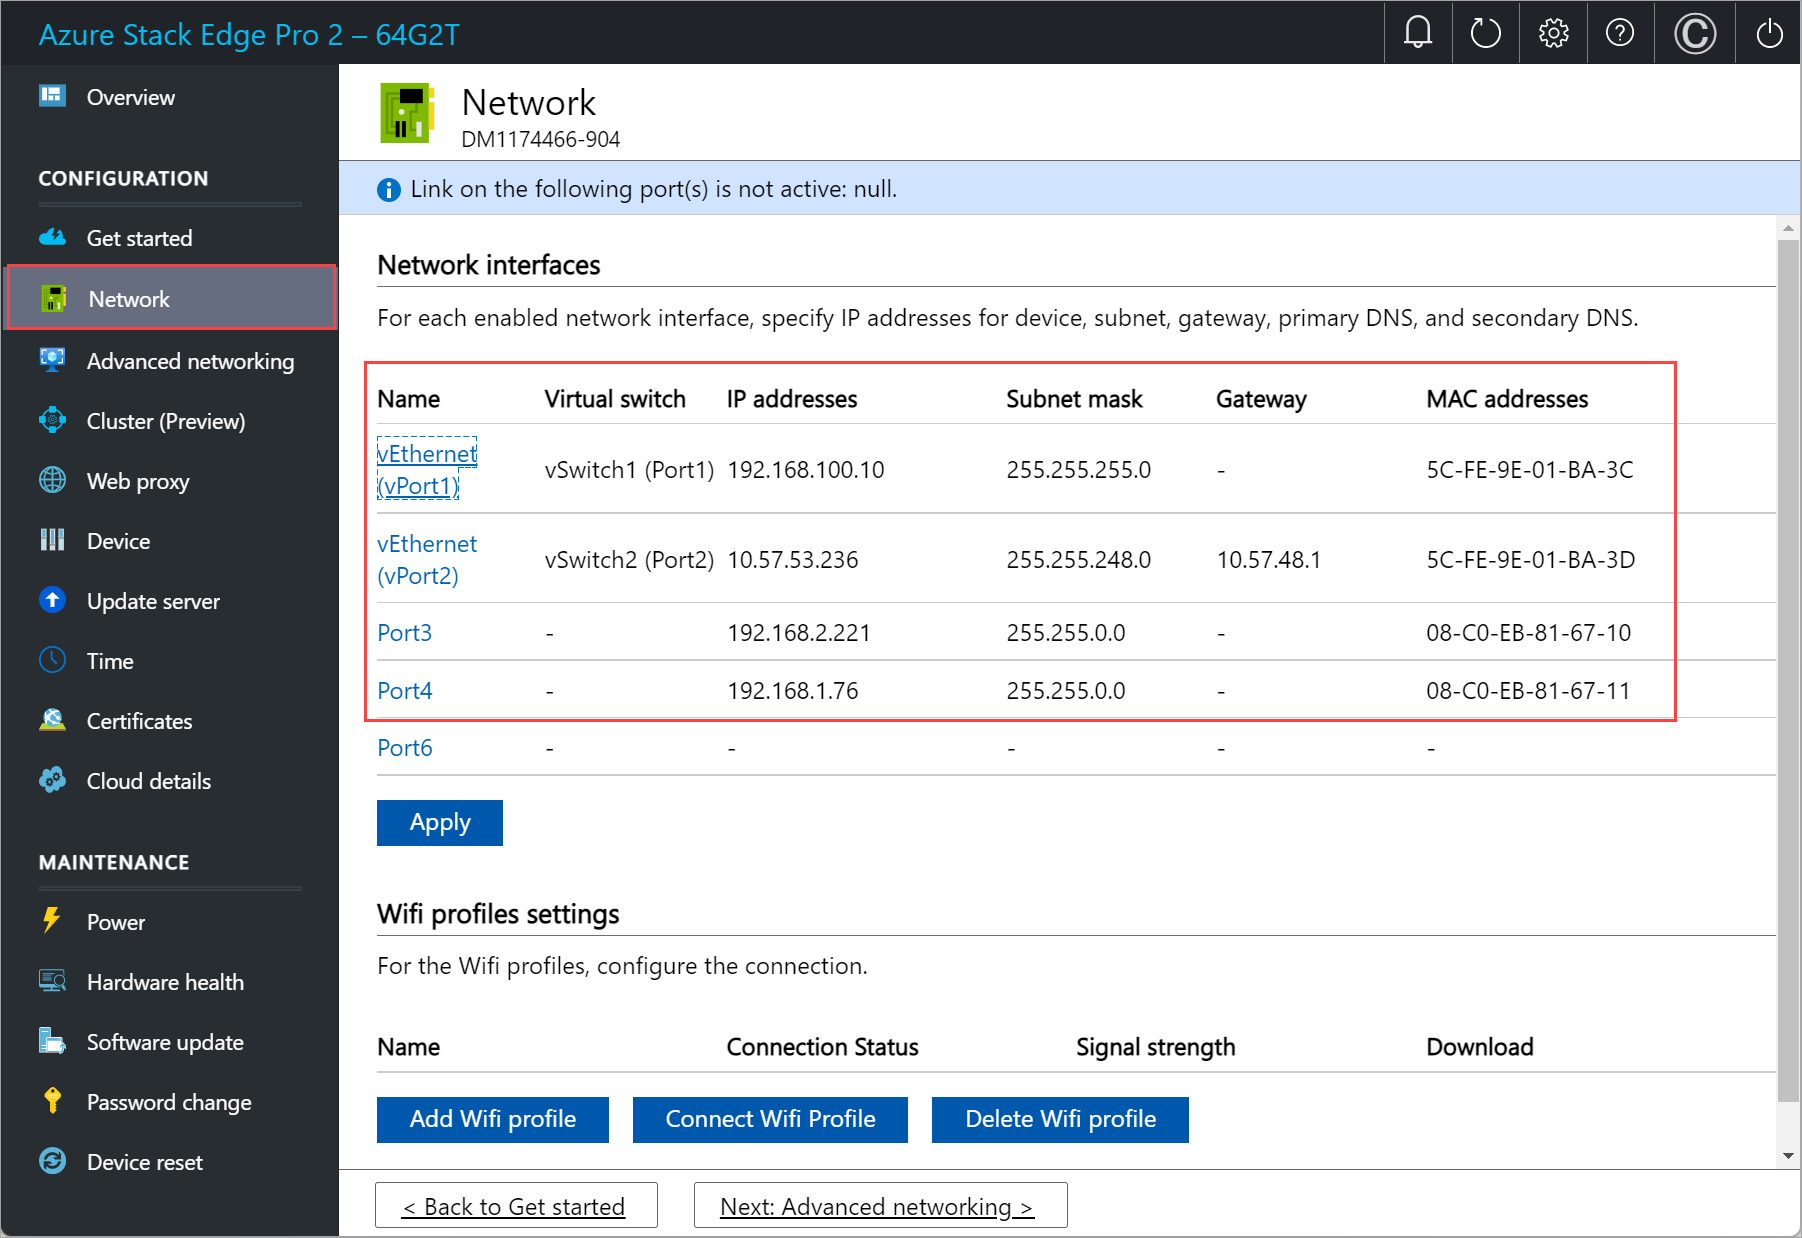 Azure Stack Edge Pro 2 – 64G2T
Overview
CONFIGURATION
Get started
Network
Advanced networking
Cluster (Preview)
Web proxy
Device
Update server
Time
Certificates
Cloud details
MAINTENANCE
Power
Hardware health
Software update
Password change
Device reset
Network
DM1174466-904
Link on the following port(s) is not active: null.
Network interfaces
For each enabled network interface, specify IP addresses for device, subnet, gateway, primary DNS, and secondary DNS.
Name Virtual switch IP addresses Subnet mask Gateway MAC addresses
vEthernet
(vPort1) vSwitch1 (Port1) 192.168.100.10 255.255.255.0 - 5C-FE-9E-01-BA-3C
vEthernet
(vPort2) vSwitch2 (Port2) 10.57.53.236 255.255.248.0 10.57.48.1 5C-FE-9E-01-BA-3D
Port3 - 192.168.2.221 255.255.0.0 - 08-C0-EB-81-67-10
Port4 - 192.168.1.76 255.255.0.0 - 08-C0-EB-81-67-11
Port6 - - - - -
Apply
Wifi profiles settings
For the Wifi profiles, configure the connection.
Name Connection Status Signal strength Download
Add Wifi profile Connect Wifi Profile Delete Wifi profile
< Back to Get started Next: Advanced networking >